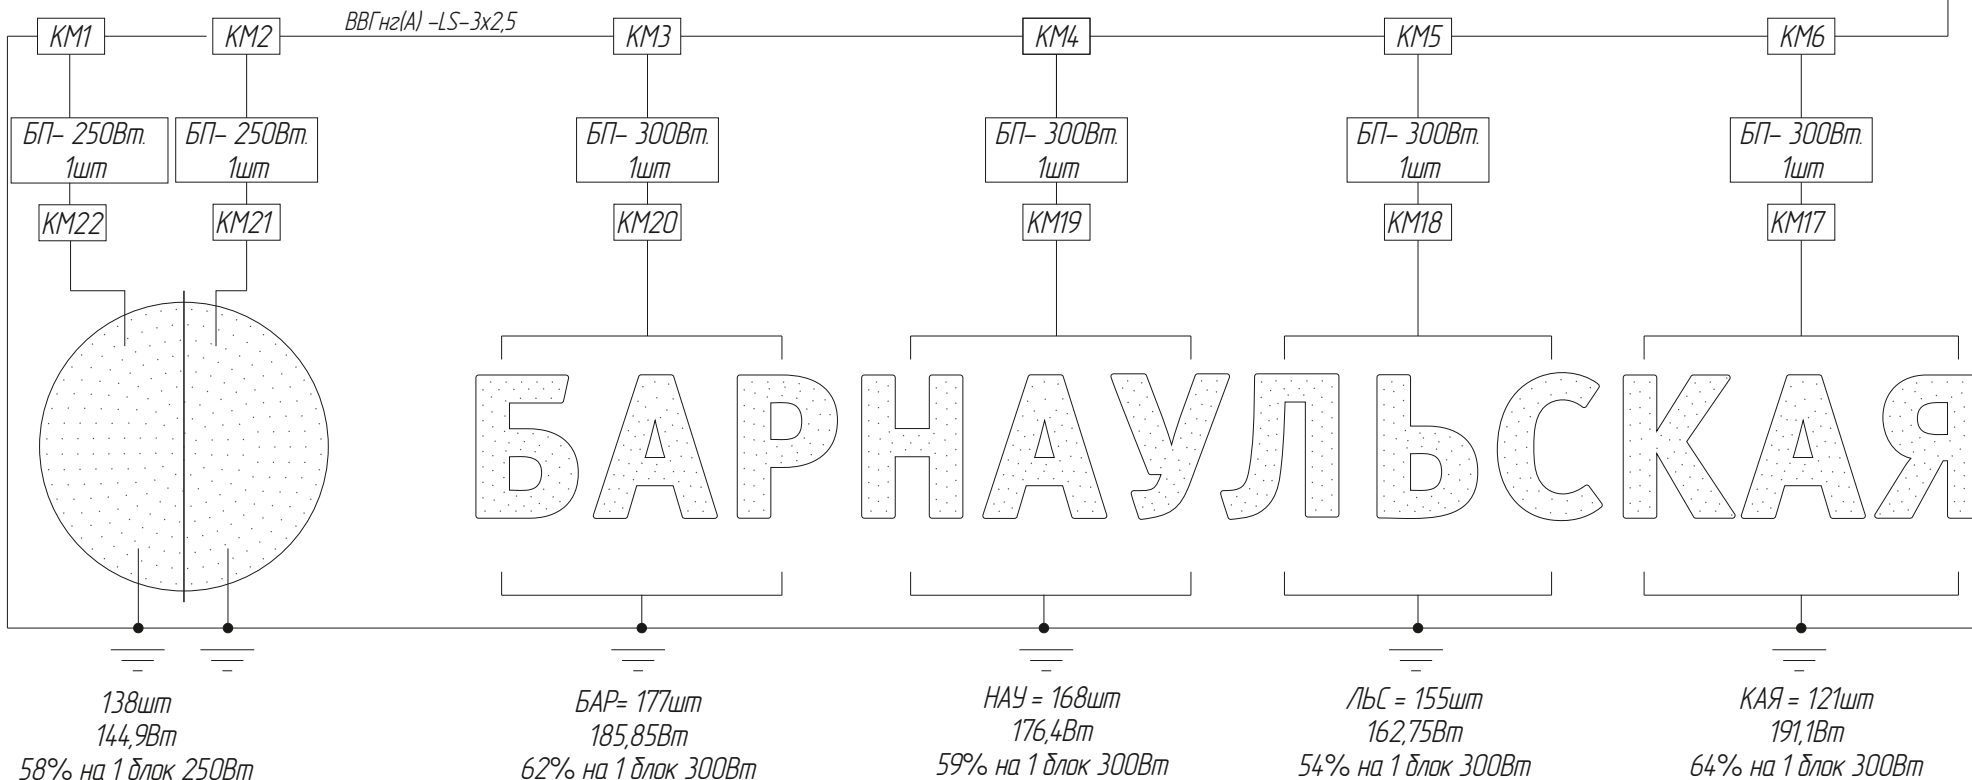 ВВГнг(А) –LS–3х2,5
КМ1
КМ2
КМ3
КМ4
КМ5
КМ6
БП– 250Вт.
1шт
БП– 250Вт.
1шт
БП– 300Вт.
1шт
БП– 300Вт.
1шт
БП– 300Вт.
1шт
БП– 300Вт.
1шт
КМ22
КМ21
КМ20
КМ19
КМ18
КМ17
БАРНАУЛЬСКАЯ
138шт
144,9Вт
58% на 1 блок 250Вт
БАР= 177шт
185,85Вт
62% на 1 блок 300Вт
НАУ = 168шт
176,4Вт
59% на 1 блок 300Вт
ЛЬС = 155шт
162,75Вт
54% на 1 блок 300Вт
КАЯ = 121шт
191,1Вт
64% на 1 блок 300Вт